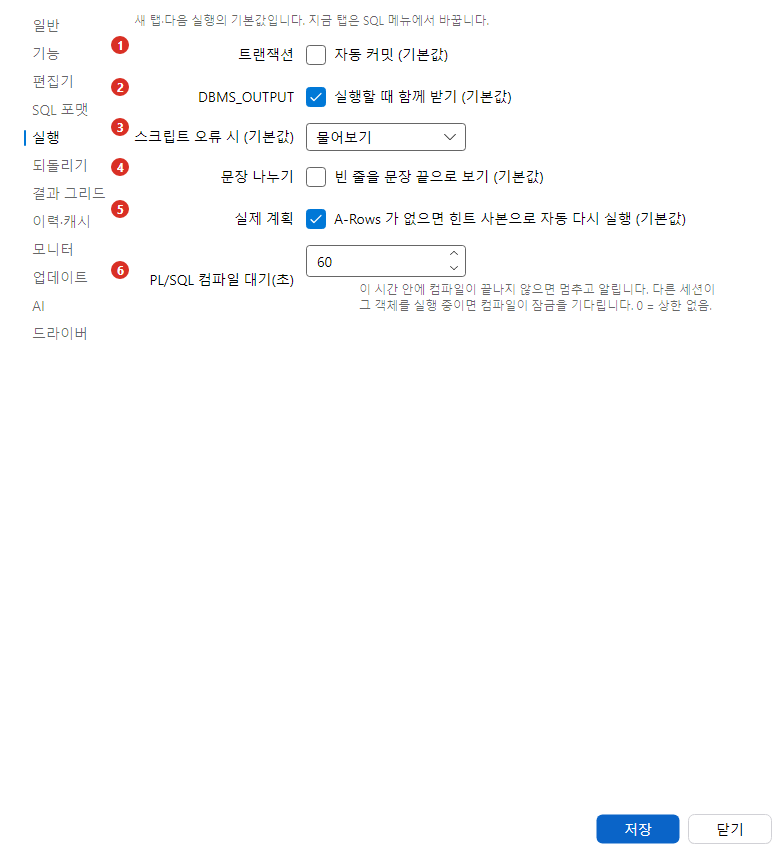 일반
기능
편집기
SQL 포맷
실행
되돌리기
결과 그리드
이력·캐시
모니터
업데이트
AI
드라이버
새 탭·다음 실행의 기본값입니다. 지금 탭은 SQL 메뉴에서 바꿉니다.
1 트랜잭션 자동 커밋 (기본값)
2 DBMS_OUTPUT 실행할 때 함께 받기 (기본값)
3 스크립트 오류 시 (기본값) 물어보기
4 문장 나누기 빈 줄을 문장 끝으로 보기 (기본값)
5 실제 계획 A-Rows 가 없으면 힌트 사본으로 자동 다시 실행 (기본값)
6 PL/SQL 컴파일 대기(초) 60
이 시간 안에 컴파일이 끝나지 않으면 멈추고 알립니다. 다른 세션이
그 객체를 실행 중이면 컴파일이 잠금을 기다립니다. 0 = 상한 없음.
저장 닫기